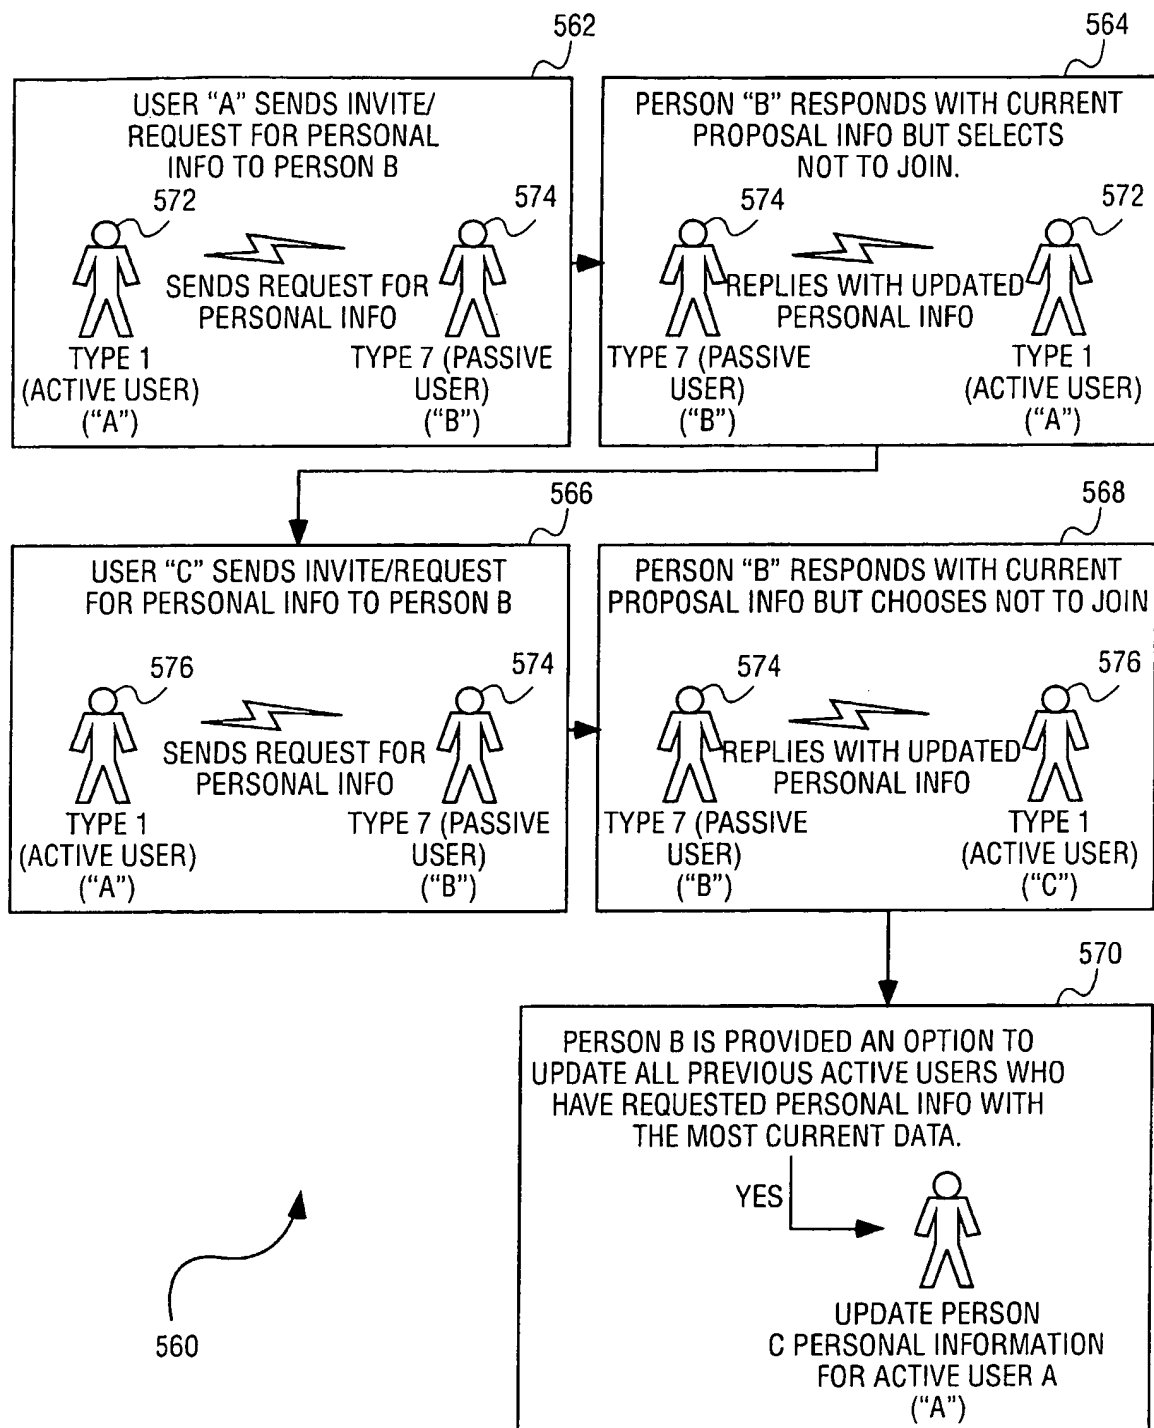 562
USER “A” SENDS INVITE/
REQUEST FOR PERSONAL
INFO TO PERSON B
572
574
SENDS REQUEST FOR
PERSONAL INFO
TYPE 1
(ACTIVE USER)
(“A”)
TYPE 7 (PASSIVE
USER)
(“B”)
564
PERSON “B” RESPONDS WITH CURRENT
PROPOSAL INFO BUT SELECTS
NOT TO JOIN.
574
572
REPLIES WITH UPDATED
PERSONAL INFO
TYPE 7 (PASSIVE
USER)
(“B”)
TYPE 1
(ACTIVE USER)
(“A”)
566
USER “C” SENDS INVITE/REQUEST
FOR PERSONAL INFO TO PERSON B
576
574
SENDS REQUEST FOR
PERSONAL INFO
TYPE 1
(ACTIVE USER)
(“A”)
TYPE 7 (PASSIVE
USER)
(“B”)
568
PERSON “B” RESPONDS WITH CURRENT
PROPOSAL INFO BUT CHOOSES NOT TO JOIN
574
576
REPLIES WITH UPDATED
PERSONAL INFO
TYPE 7 (PASSIVE
USER)
(“B”)
TYPE 1
(ACTIVE USER)
(“C”)
570
PERSON B IS PROVIDED AN OPTION TO
UPDATE ALL PREVIOUS ACTIVE USERS WHO
HAVE REQUESTED PERSONAL INFO WITH
THE MOST CURRENT DATA.
YES
UPDATE PERSON
C PERSONAL INFORMATION
FOR ACTIVE USER A
(“A”)
560